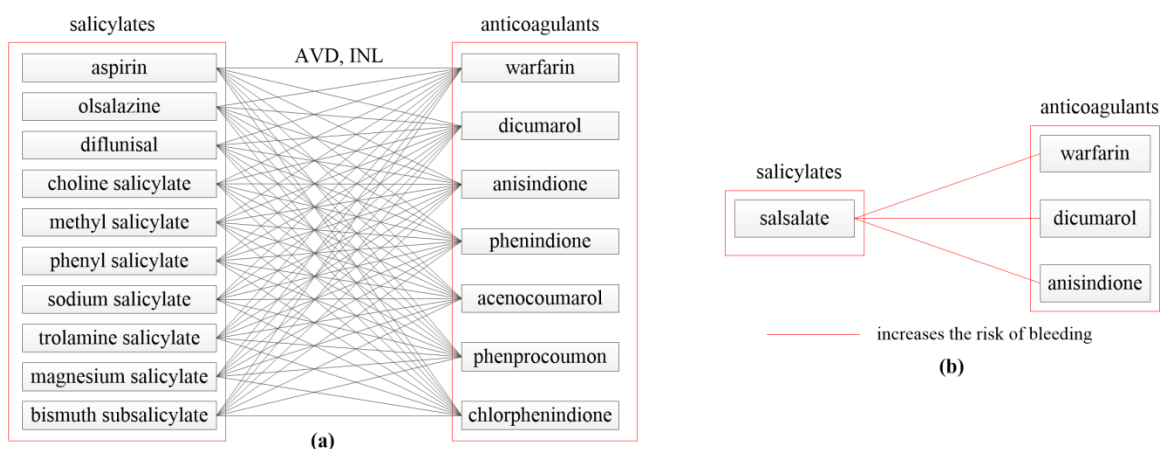 salicylates
aspirin
olsalazine
diflunisal
choline salicylate
methyl salicylate
phenyl salicylate
sodium salicylate
trolamine salicylate
magnesium salicylate
bismuth subsalicylate
AVD, INL
anticoagulants
warfarin
dicumarol
anisindione
phenindione
acenocoumarol
phenprocoumon
chlorphenindione
(a)
salicylates
salsalate
anticoagulants
warfarin
dicumarol
anisindione
increases the risk of bleeding
(b)